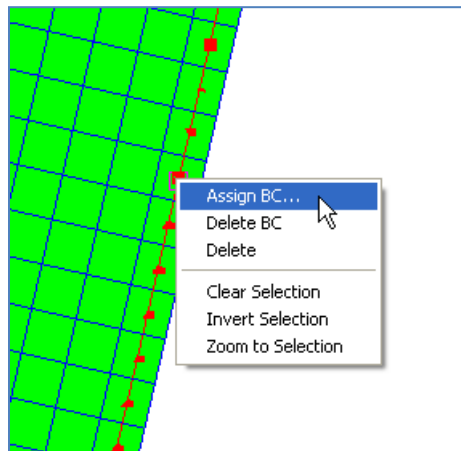 Assign BC...
Delete BC
Delete
Clear Selection
Invert Selection
Zoom to Selection